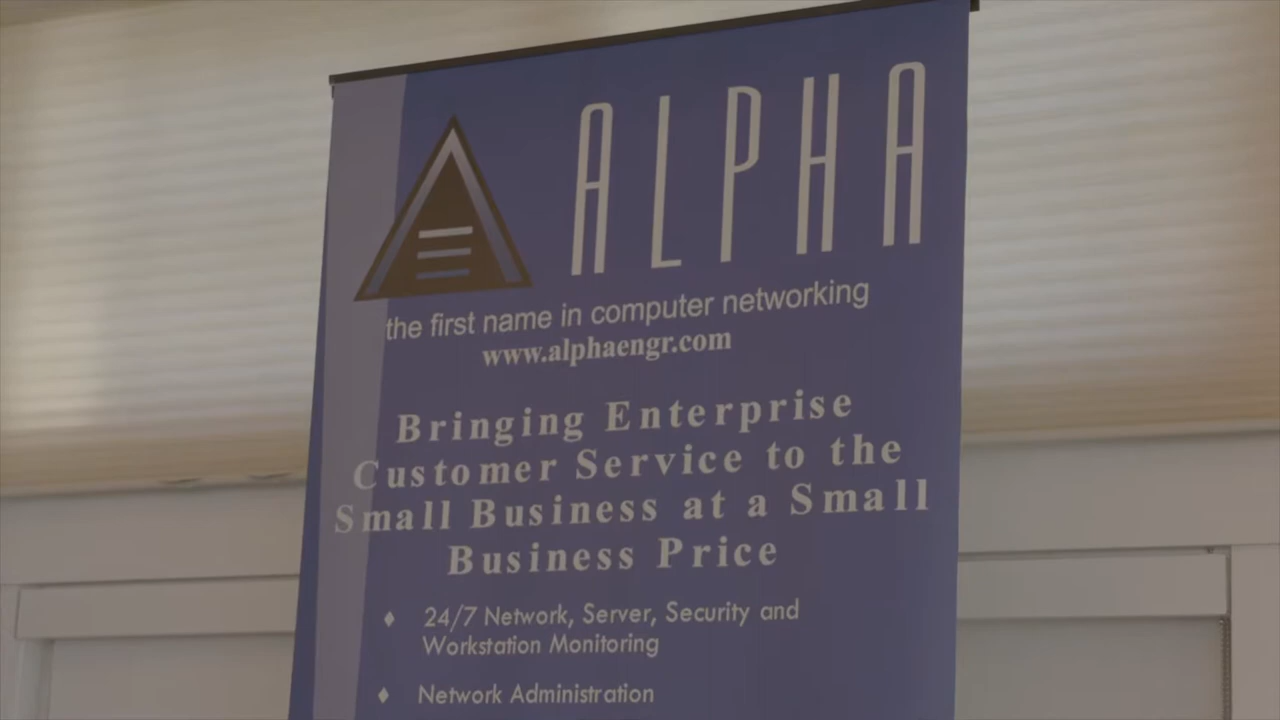 ALPHA
the first name in computer networking
www.alphaengr.com
Bringing Enterprise
Customer Service to the
Small Business at a Small
Business Price
♦ 24/7 Network, Server, Security and
Workstation Monitoring
♦ Network Administration